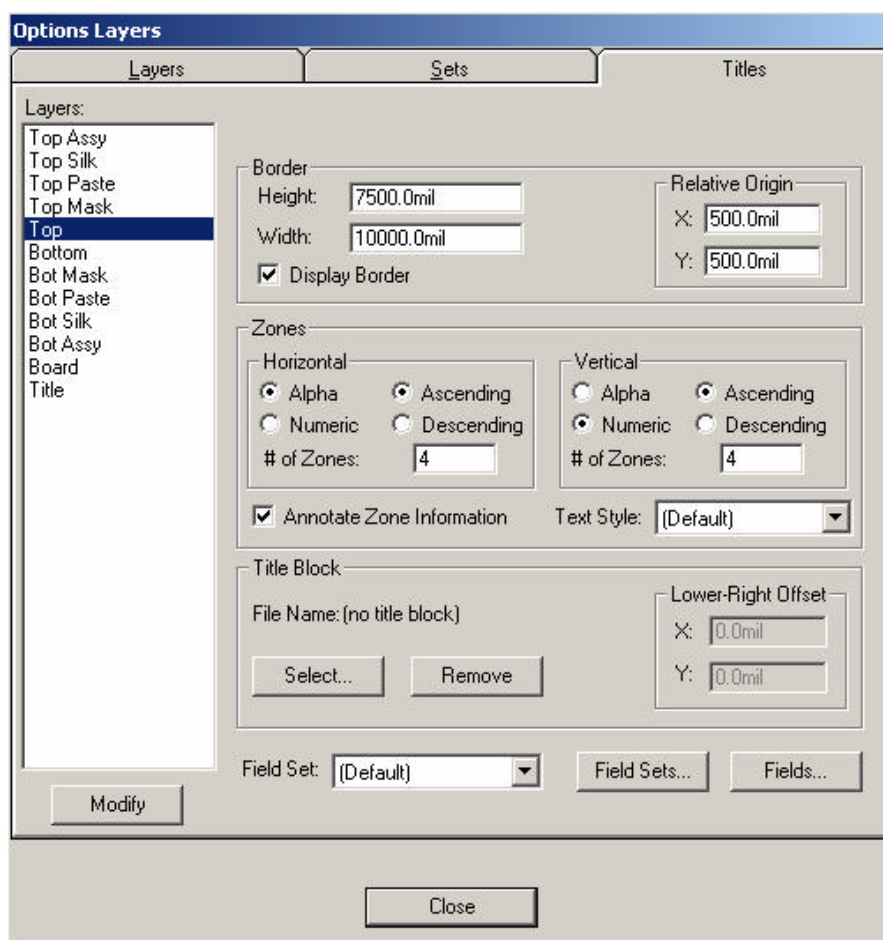 Options Layers
Layers Sets Titles
Layers:
Top Assy
Top Silk
Top Paste
Top Mask
Top
Bottom
Bot Mask
Bot Paste
Bot Silk
Bot Assy
Board
Title
Modify
Border
Height: 7500.0mil
Width: 10000.0mil
Display Border
Relative Origin
X: 500.0mil
Y: 500.0mil
Zones
Horizontal
Alpha Ascending
Numeric Descending
# of Zones: 4
Vertical
Alpha Ascending
Numeric Descending
# of Zones: 4
Annotate Zone Information Text Style: (Default)
Title Block
File Name: (no title block)
Select... Remove
Lower-Right Offset
X: 0.0mil
Y: 0.0mil
Field Set: (Default) Field Sets... Fields...
Close